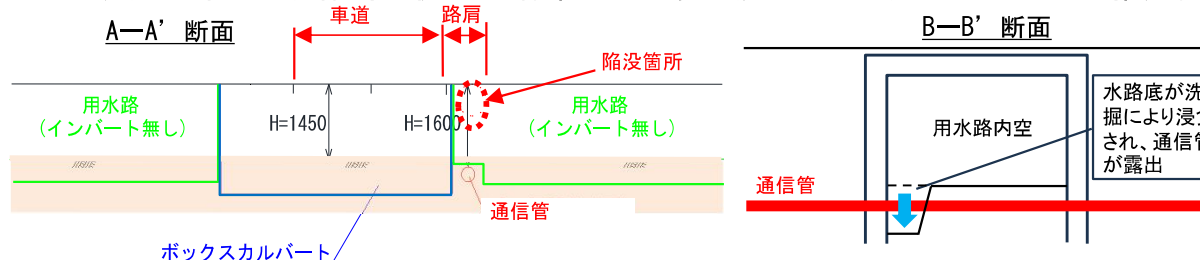 A―A’ 断面
車道
路肩
陥没箇所
用水路
(インバート無し)
H=1450
H=1600
用水路
(インバート無し)
通信管
ボックスカルバート
B―B’ 断面
用水路内空
水路底が洗
掘により浸食
され、通信管
が露出
通信管